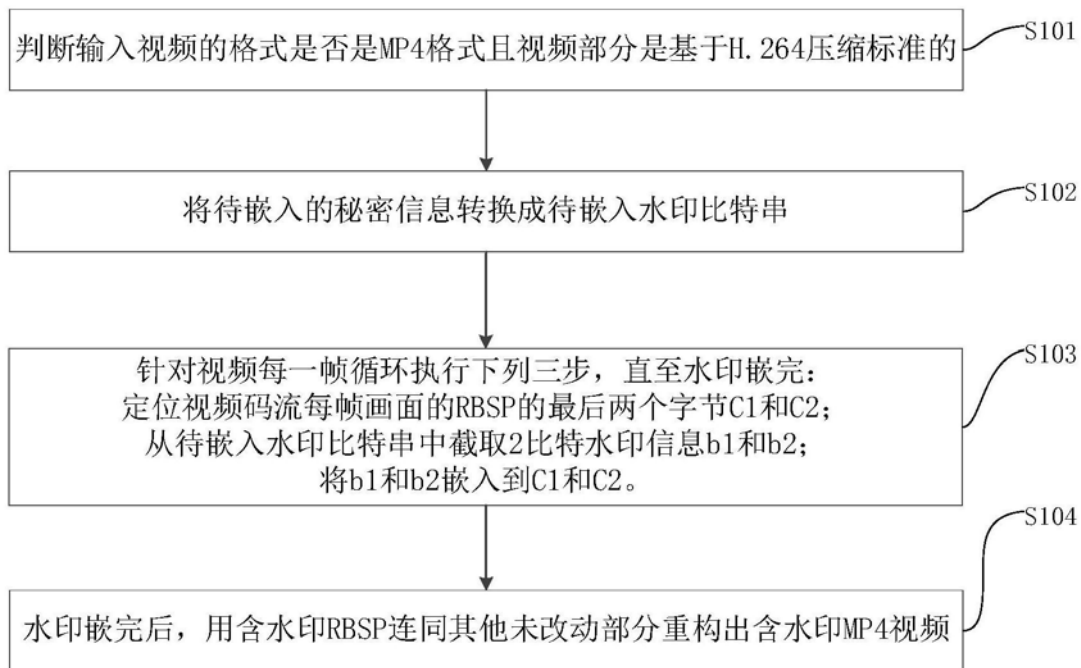 判断输入视频的格式是否是MP4格式且视频部分是基于H.264压缩标准的
S101
将待嵌入的秘密信息转换成待嵌入水印比特串
S102
针对视频每一帧循环执行下列三步，直至水印嵌完：
定位视频码流每帧画面的RBSP的最后两个字节C1和C2；
从待嵌入水印比特串中截取2比特水印信息b1和b2；
将b1和b2嵌入到C1和C2。
S103
水印嵌完后，用含水印RBSP连同其他未改动部分重构出含水印MP4视频
S104